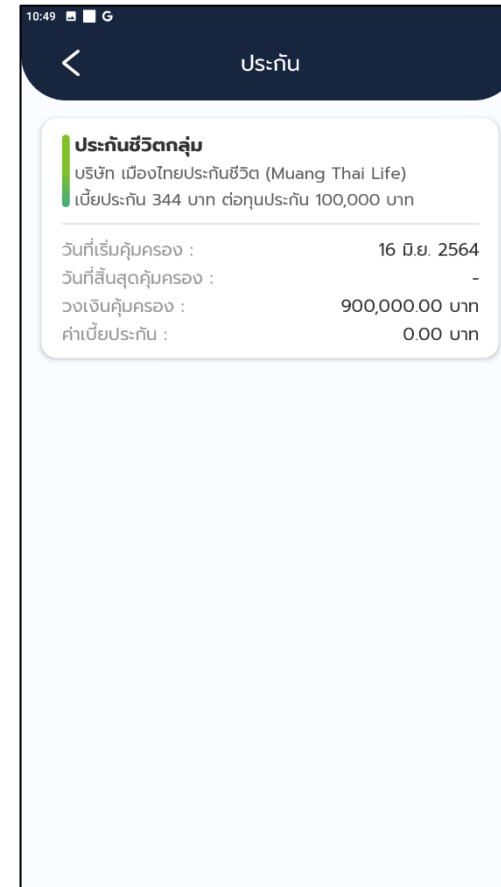 10:49 G
ประกัน
ประกันชีวิตกลุ่ม
บริษัท เมืองไทยประกันชีวิต (Muang Thai Life)
เบี้ยประกัน 344 บาท ต่อทุนประกัน 100,000 บาท
วันที่เริ่มคุ้มครอง : 16 มิ.ย. 2564
วันที่สิ้นสุดคุ้มครอง : -
วงเงินคุ้มครอง : 900,000.00 บาท
ค่าเบี้ยประกัน : 0.00 บาท